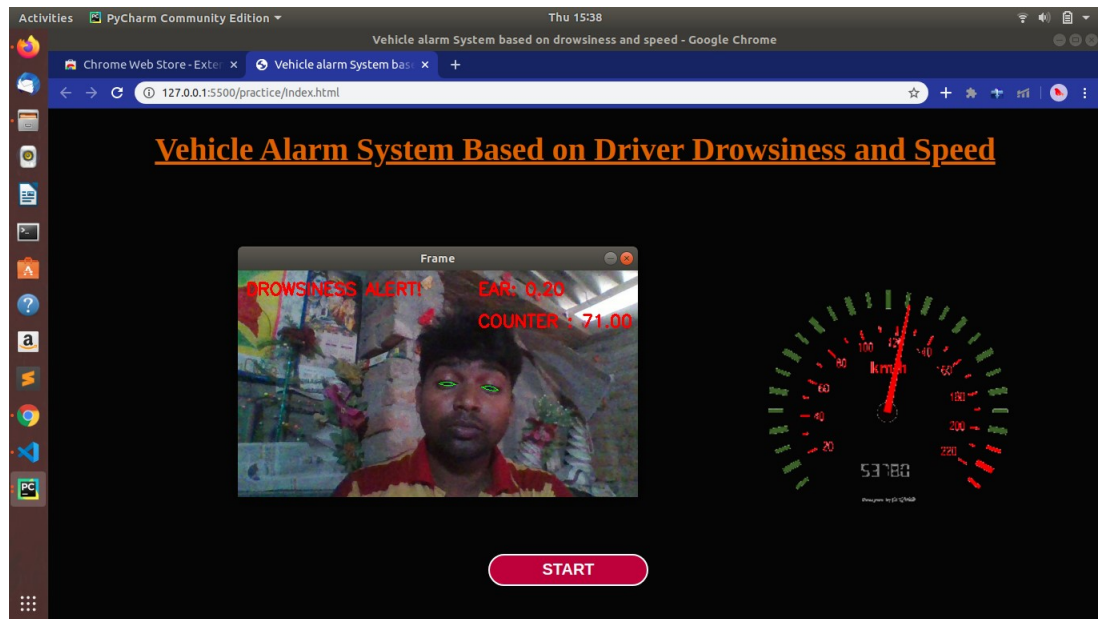 Activities PyCharm Community Edition Thu 15:38
Vehicle alarm System based on drowsiness and speed - Google Chrome
Chrome Web Store - Exter Vehicle alarm System bas
127.0.0.1:5500/practice/Index.html
Vehicle Alarm System Based on Driver Drowsiness and Speed
Frame
DROWSINESS ALERT! EAR: 0.20
COUNTER : 71.00
100
80
60
40
20
km/h
180
200
220
53780
START